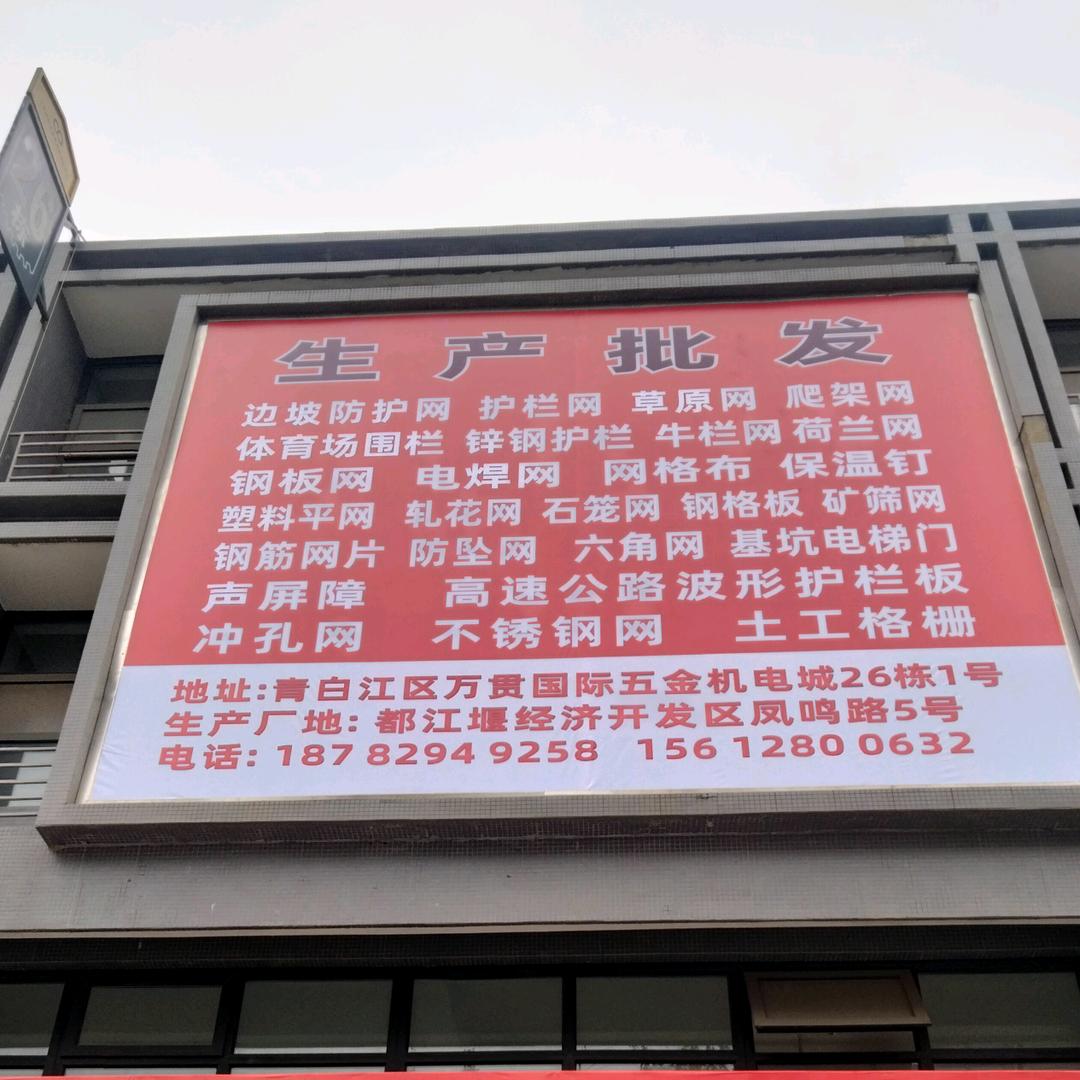 生产批发
边坡防护网 护栏网 草原网 爬架网
体育场围栏 锌钢护栏 牛栏网 荷兰网
钢板网 电焊网 网格布 保温钉
塑料平网 轧花网 石笼网 钢格板 矿筛网
钢筋网片 防坠网 六角网 基坑电梯门
声屏障 高速公路波形护栏板
冲孔网 不锈钢网 土工格栅
地址:青白江区万贯国际五金机电城26栋1号
生产厂地: 都江堰经济开发区凤鸣路5号
电话: 187 8294 9258 156 1280 0632
26